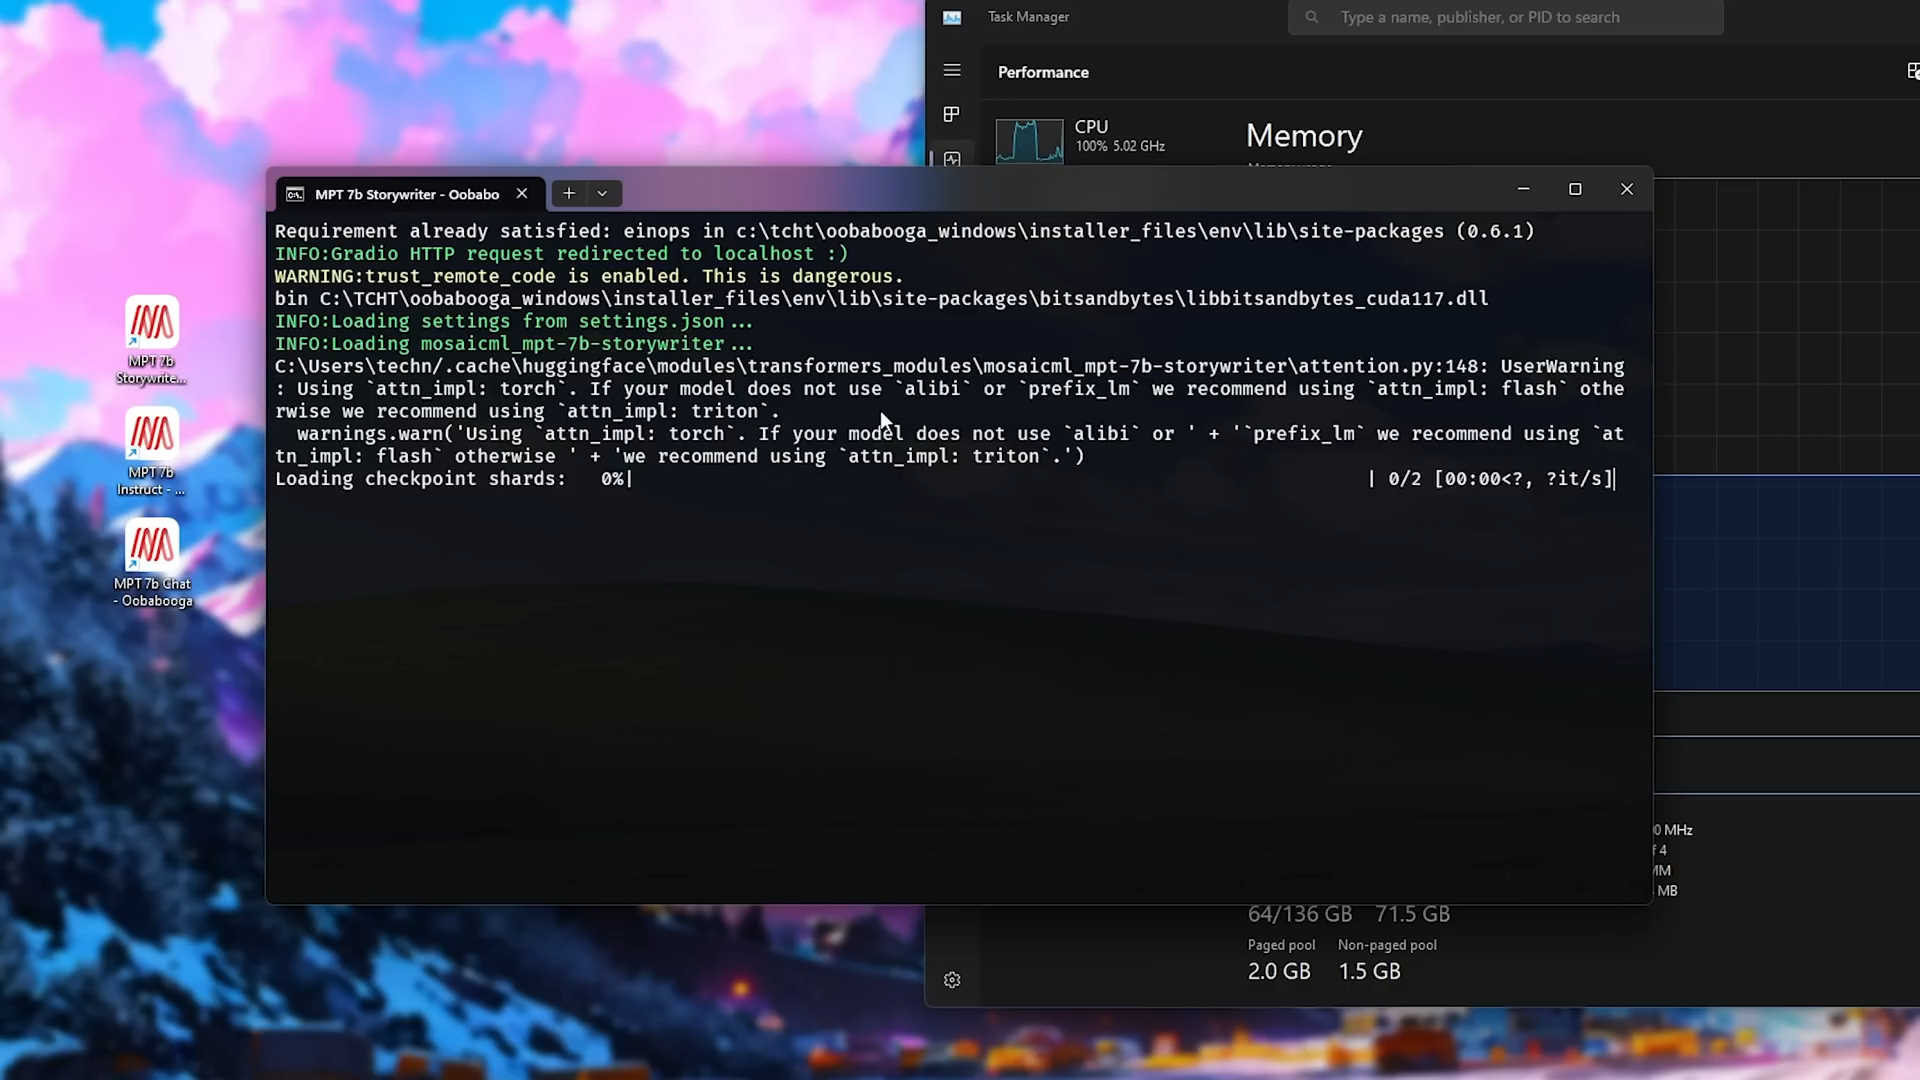 Task Manager
Type a name, publisher, or PID to search
Performance
CPU
100% 5.02 GHz
Memory
MPT 7b Storywriter - Oobabo
Requirement already satisfied: einops in c:\tcht\oobabooga_windows\installer_files\env\lib\site-packages (0.6.1)
INFO:Gradio HTTP request redirected to localhost :)
WARNING:trust_remote_code is enabled. This is dangerous.
bin C:\TCHT\oobabooga_windows\installer_files\env\lib\site-packages\bitsandbytes\libbitsandbytes_cuda117.dll
INFO:Loading settings from settings.json...
INFO:Loading mosaicml_mpt-7b-storywriter...
C:\Users\techn/.cache\huggingface\modules\transformers_modules\mosaicml_mpt-7b-storywriter\attention.py:148: UserWarning
: Using `attn_impl: torch`. If your model does not use `alibi` or `prefix_lm` we recommend using `attn_impl: flash` othe
rwise we recommend using `attn_impl: triton`.
warnings.warn('Using `attn_impl: torch`. If your model does not use `alibi` or ' + '`prefix_lm` we recommend using `at
tn_impl: flash` otherwise ' + 'we recommend using `attn_impl: triton`.')
Loading checkpoint shards:   0%|          | 0/2 [00:00<?, ?it/s]
MPT 7b
Storywrite...
MPT 7b
Instruct - ...
MPT 7b Chat
- Oobabooga
0 MHz
f 4
MM
MB
64/136 GB 71.5 GB
Paged pool Non-paged pool
2.0 GB 1.5 GB